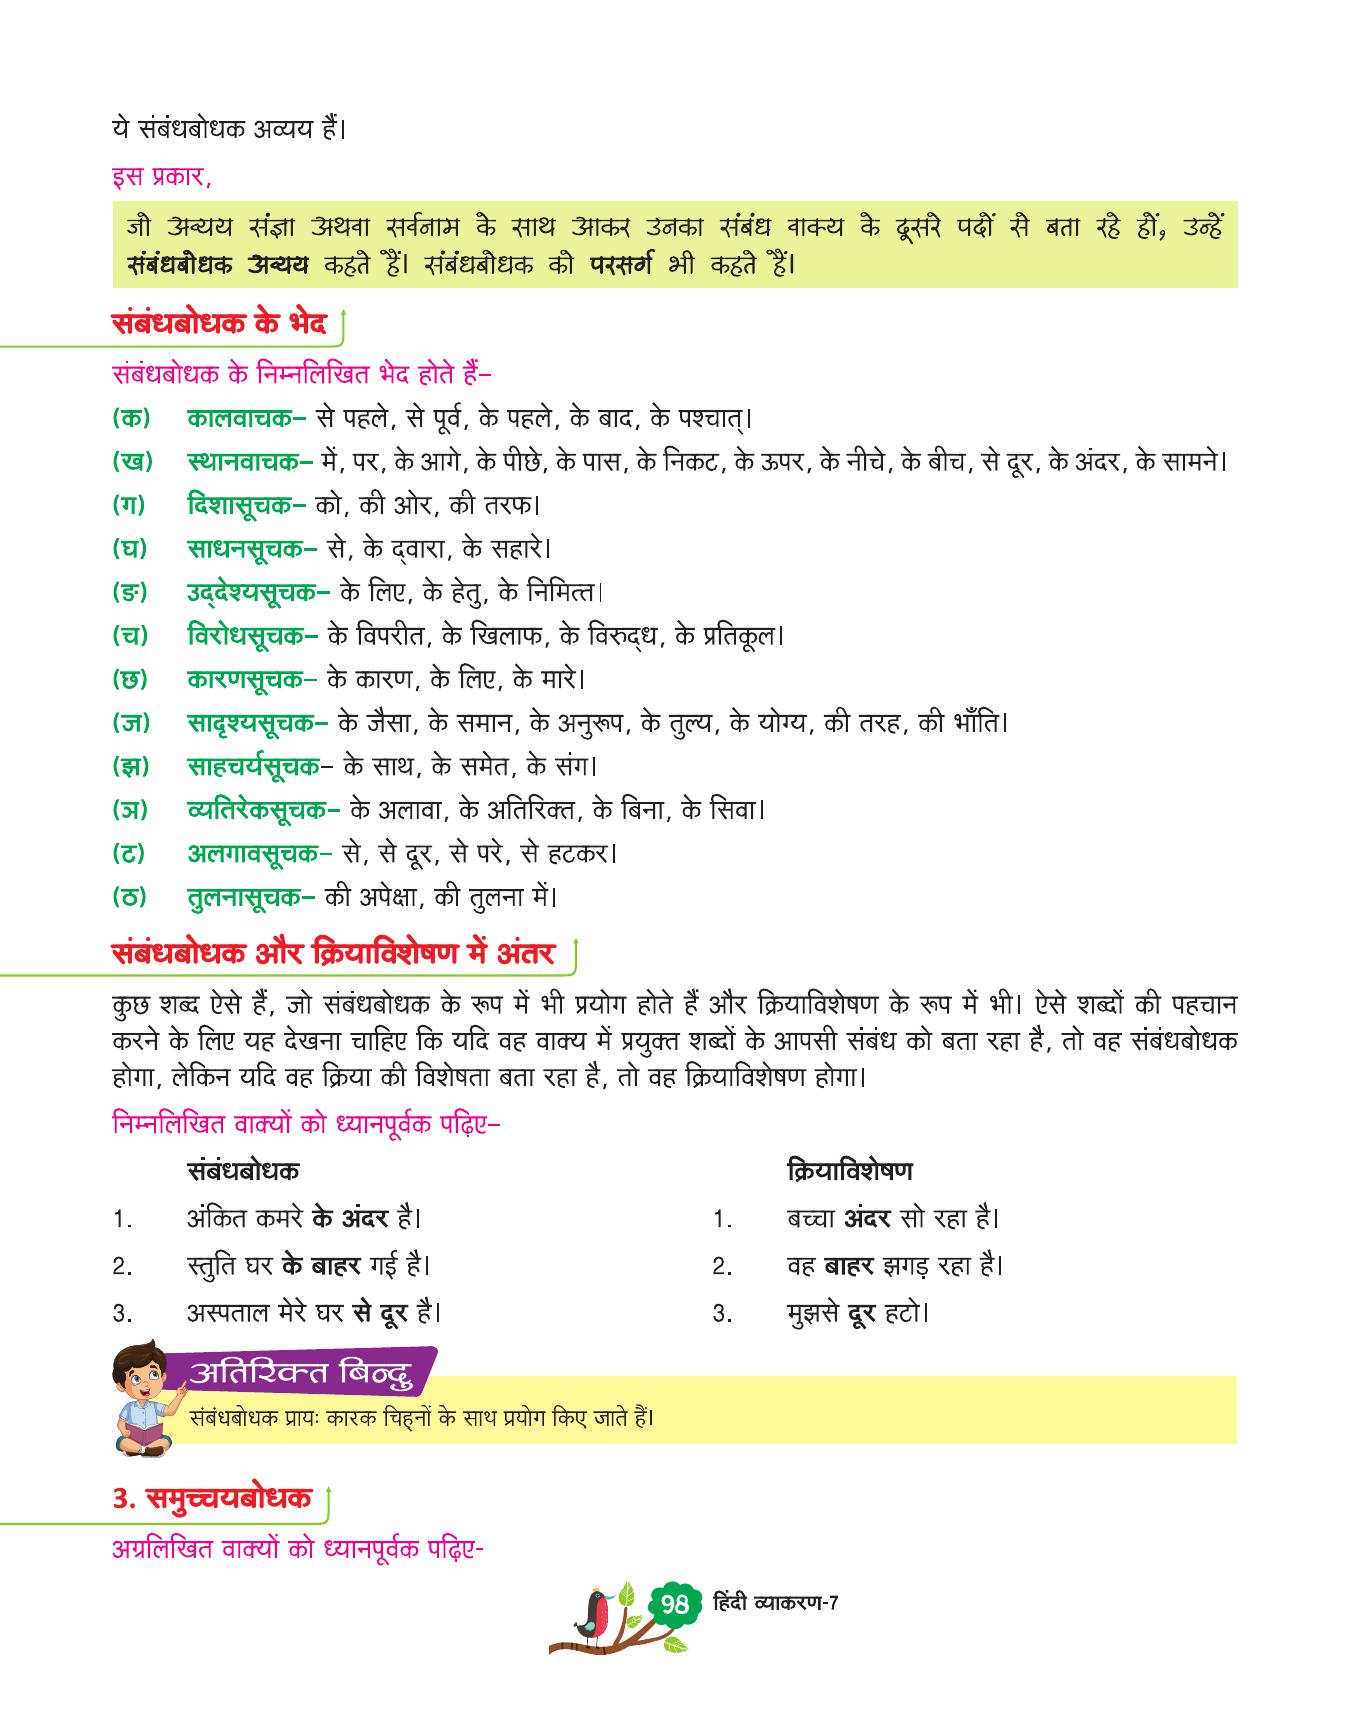 ये संबंधबोधक अव्यय हैं।
इस प्रकार,
जो अव्यय संज्ञा अथवा सर्वनाम के साथ आकर उनका संबंध वाक्य के दूसरे पदों से बता रहे हों, उन्हें
संबंधबोधक अव्यय कहते हैं। संबंधबोधक को परसर्ग भी कहते हैं।
संबंधबोधक के भेद
संबंधबोधक के निम्नलिखित भेद होते हैं–
(क) कालवाचक– से पहले, से पूर्व, के पहले, के बाद, के पश्चात्।
(ख) स्थानवाचक– में, पर, के आगे, के पीछे, के पास, के निकट, के ऊपर, के नीचे, के बीच, से दूर, के अंदर, के सामने।
(ग) दिशासूचक– को, की ओर, की तरफ।
(घ) साधनसूचक– से, के द्‌वारा, के सहारे।
(ङ) उद्‌देश्यसूचक– के लिए, के हेतु, के निमित्त।
(च) विरोधसूचक– के विपरीत, के खिलाफ, के विरुद्‌ध, के प्रतिकूल।
(छ) कारणसूचक– के कारण, के लिए, के मारे।
(ज) सादृश्यसूचक– के जैसा, के समान, के अनुरूप, के तुल्य, के योग्य, की तरह, की भाँति।
(झ) साहचर्यसूचक– के साथ, के समेत, के संग।
(ञ) व्यतिरेकसूचक– के अलावा, के अतिरिक्त, के बिना, के सिवा।
(ट) अलगावसूचक– से, से दूर, से परे, से हटकर।
(ठ) तुलनासूचक– की अपेक्षा, की तुलना में।
संबंधबोधक और क्रियाविशेषण में अंतर
कुछ शब्द ऐसे हैं, जो संबंधबोधक के रूप में भी प्रयोग होते हैं और क्रियाविशेषण के रूप में भी। ऐसे शब्दों की पहचान
करने के लिए यह देखना चाहिए कि यदि वह वाक्य में प्रयुक्त शब्दों के आपसी संबंध को बता रहा है, तो वह संबंधबोधक
होगा, लेकिन यदि वह क्रिया की विशेषता बता रहा है, तो वह क्रियाविशेषण होगा।
निम्नलिखित वाक्यों को ध्यानपूर्वक पढ़िए–
संबंधबोधक क्रियाविशेषण
1. अंकित कमरे के अंदर है। 1. बच्चा अंदर सो रहा है।
2. स्तुति घर के बाहर गई है। 2. वह बाहर झगड़ रहा है।
3. अस्पताल मेरे घर से दूर है। 3. मुझसे दूर हटो।
अतिरिक्त बिन्दु
संबंधबोधक प्रायः कारक चिह्‌नों के साथ प्रयोग किए जाते हैं।
3. समुच्चयबोधक
अग्रलिखित वाक्यों को ध्यानपूर्वक पढ़िए-
98 हिंदी व्याकरण-7